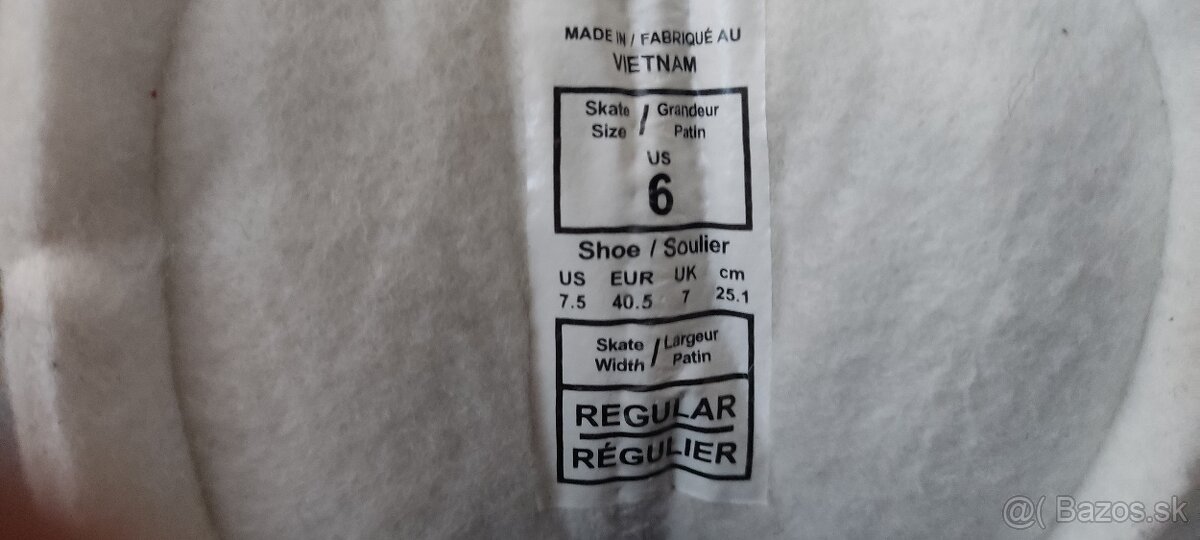 MADE IN / FABRIQUÉ AU
VIETNAM
Skate / Grandeur
Size Patin
US
6
Shoe / Soulier
US EUR UK cm
7.5 40.5 7 25.1
Skate / Largeur
Width Patin
REGULAR
RÉGULIER
@( Bazos.sk